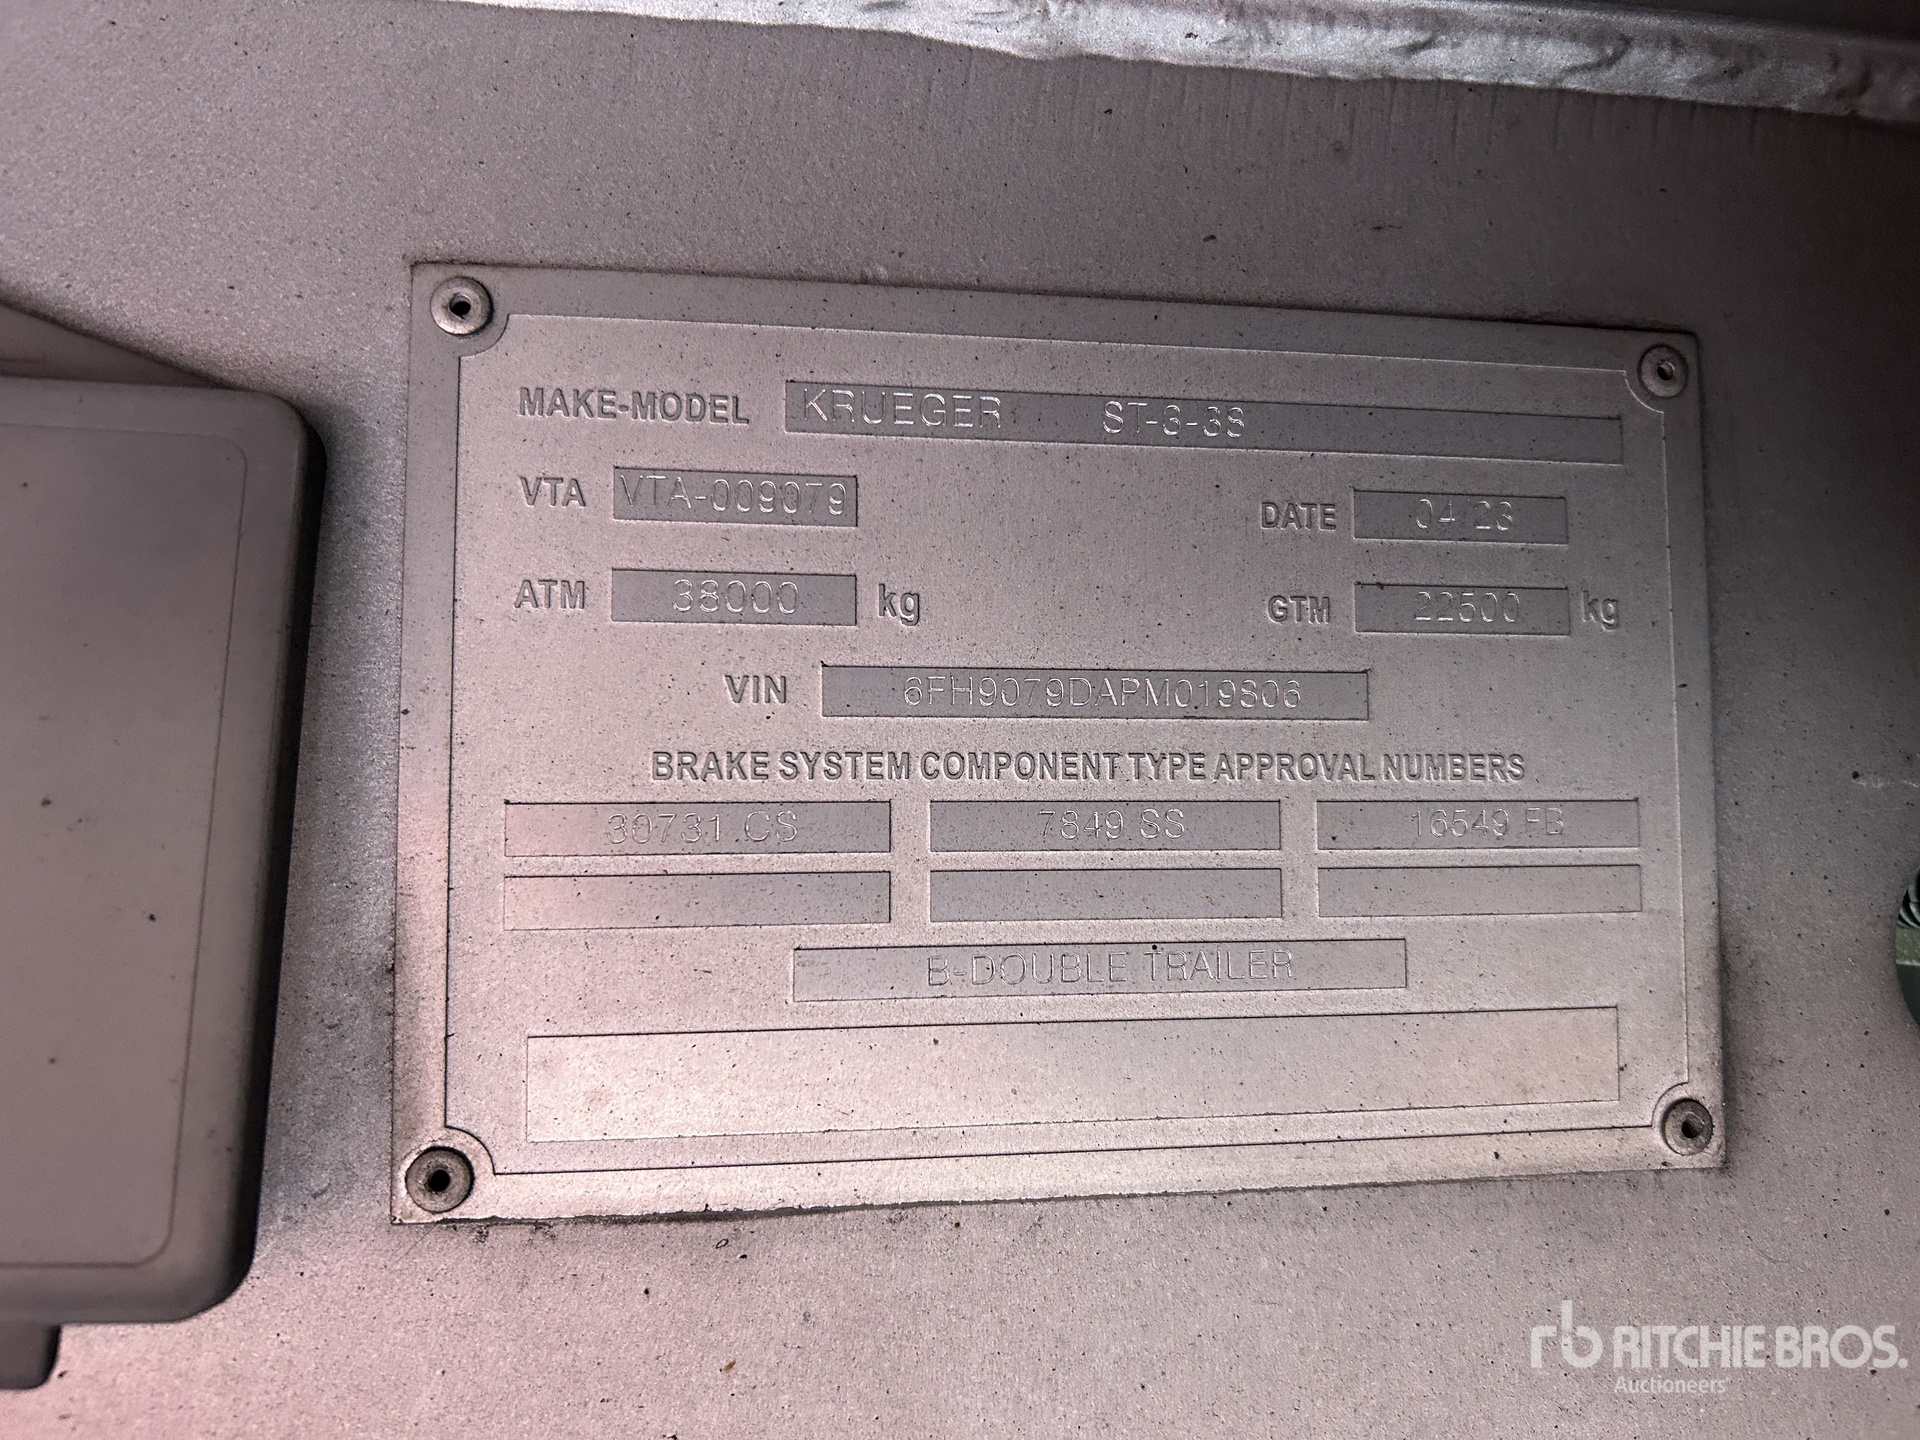 MAKE-MODEL KRUEGER ST-3-38
VTA VTA-009079 DATE 04 23
ATM 38000 kg GTM 22500 kg
VIN 6FH9079DAPM019806
BRAKE SYSTEM COMPONENT TYPE APPROVAL NUMBERS
30731 CS 7849 SS 16549 FB
B-DOUBLE TRAILER
rb RITCHIE BROS.
Auctioneers